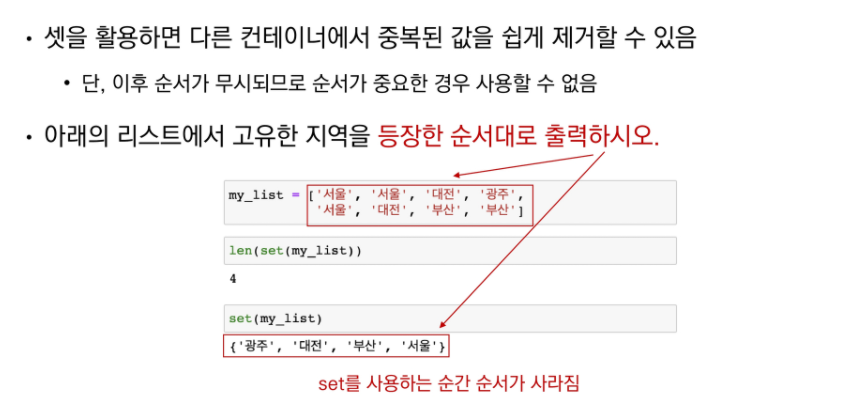 • 셋을 활용하면 다른 컨테이너에서 중복된 값을 쉽게 제거할 수 있음
• 단, 이후 순서가 무시되므로 순서가 중요한 경우 사용할 수 없음
• 아래의 리스트에서 고유한 지역을 등장한 순서대로 출력하시오.
my_list = ['서울', '서울', '대전', '광주',
'서울', '대전', '부산', '부산']
len(set(my_list))
4
set(my_list)
{'광주', '대전', '부산', '서울'}
set를 사용하는 순간 순서가 사라짐